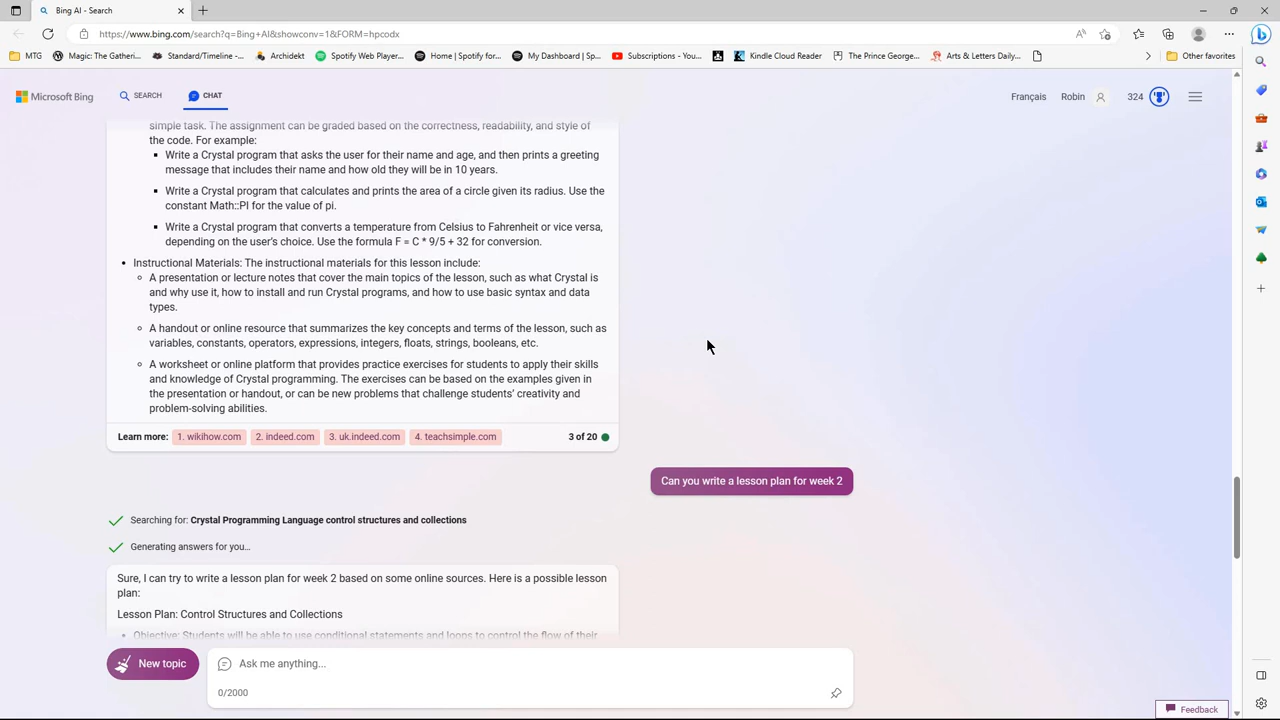 Bing AI - Search
https://www.bing.com/search?q=Bing+AI&showconv=1&FORM=hpcodx
MTG
Magic: The Gatheri...
Standard/Timeline -...
Archidekt
Spotify Web Player...
Home | Spotify for...
My Dashboard | Sp...
Subscriptions - You...
Kindle Cloud Reader
The Prince George...
Arts & Letters Daily...
Other favorites
Microsoft Bing
SEARCH
CHAT
Français
Robin
324
simple task. The assignment can be graded based on the correctness, readability, and style of
the code. For example:
▪ Write a Crystal program that asks the user for their name and age, and then prints a greeting
message that includes their name and how old they will be in 10 years.
▪ Write a Crystal program that calculates and prints the area of a circle given its radius. Use the
constant Math::PI for the value of pi.
▪ Write a Crystal program that converts a temperature from Celsius to Fahrenheit or vice versa,
depending on the user's choice. Use the formula F = C * 9/5 + 32 for conversion.
• Instructional Materials: The instructional materials for this lesson include:
◦ A presentation or lecture notes that cover the main topics of the lesson, such as what Crystal is
and why use it, how to install and run Crystal programs, and how to use basic syntax and data
types.
◦ A handout or online resource that summarizes the key concepts and terms of the lesson, such as
variables, constants, operators, expressions, integers, floats, strings, booleans, etc.
◦ A worksheet or online platform that provides practice exercises for students to apply their skills
and knowledge of Crystal programming. The exercises can be based on the examples given in
the presentation or handout, or can be new problems that challenge students' creativity and
problem-solving abilities.
Learn more: 1. wikihow.com 2. indeed.com 3. uk.indeed.com 4. teachsimple.com 3 of 20
Can you write a lesson plan for week 2
Searching for: Crystal Programming Language control structures and collections
Generating answers for you...
Sure, I can try to write a lesson plan for week 2 based on some online sources. Here is a possible lesson
plan:
Lesson Plan: Control Structures and Collections
• Objective: Students will be able to use conditional statements and loops to control the flow of their
New topic
Ask me anything...
0/2000
Feedback